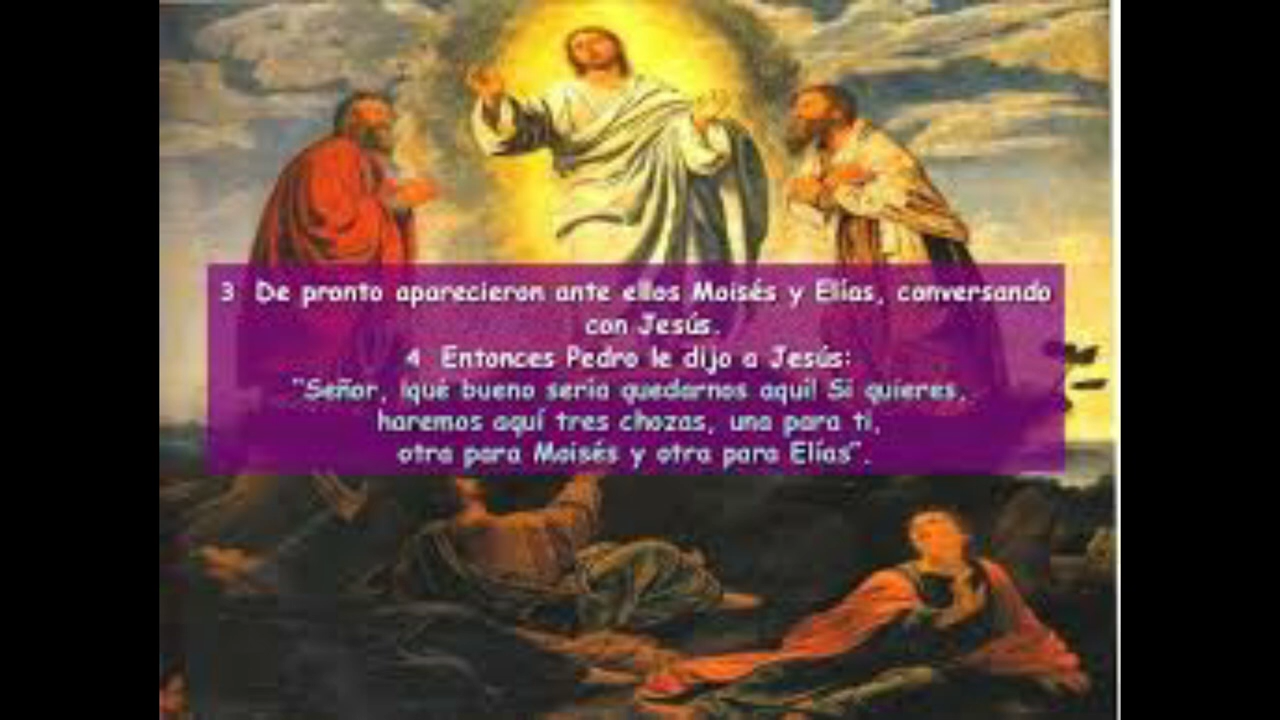 3 De pronto aparecieron ante ellos Moisés y Elías, conversando
con Jesús.
4 Entonces Pedro le dijo a Jesús:
"Señor, ¡qué bueno sería quedarnos aquí! Si quieres,
haremos aquí tres chozas, una para ti,
otra para Moisés y otra para Elías".